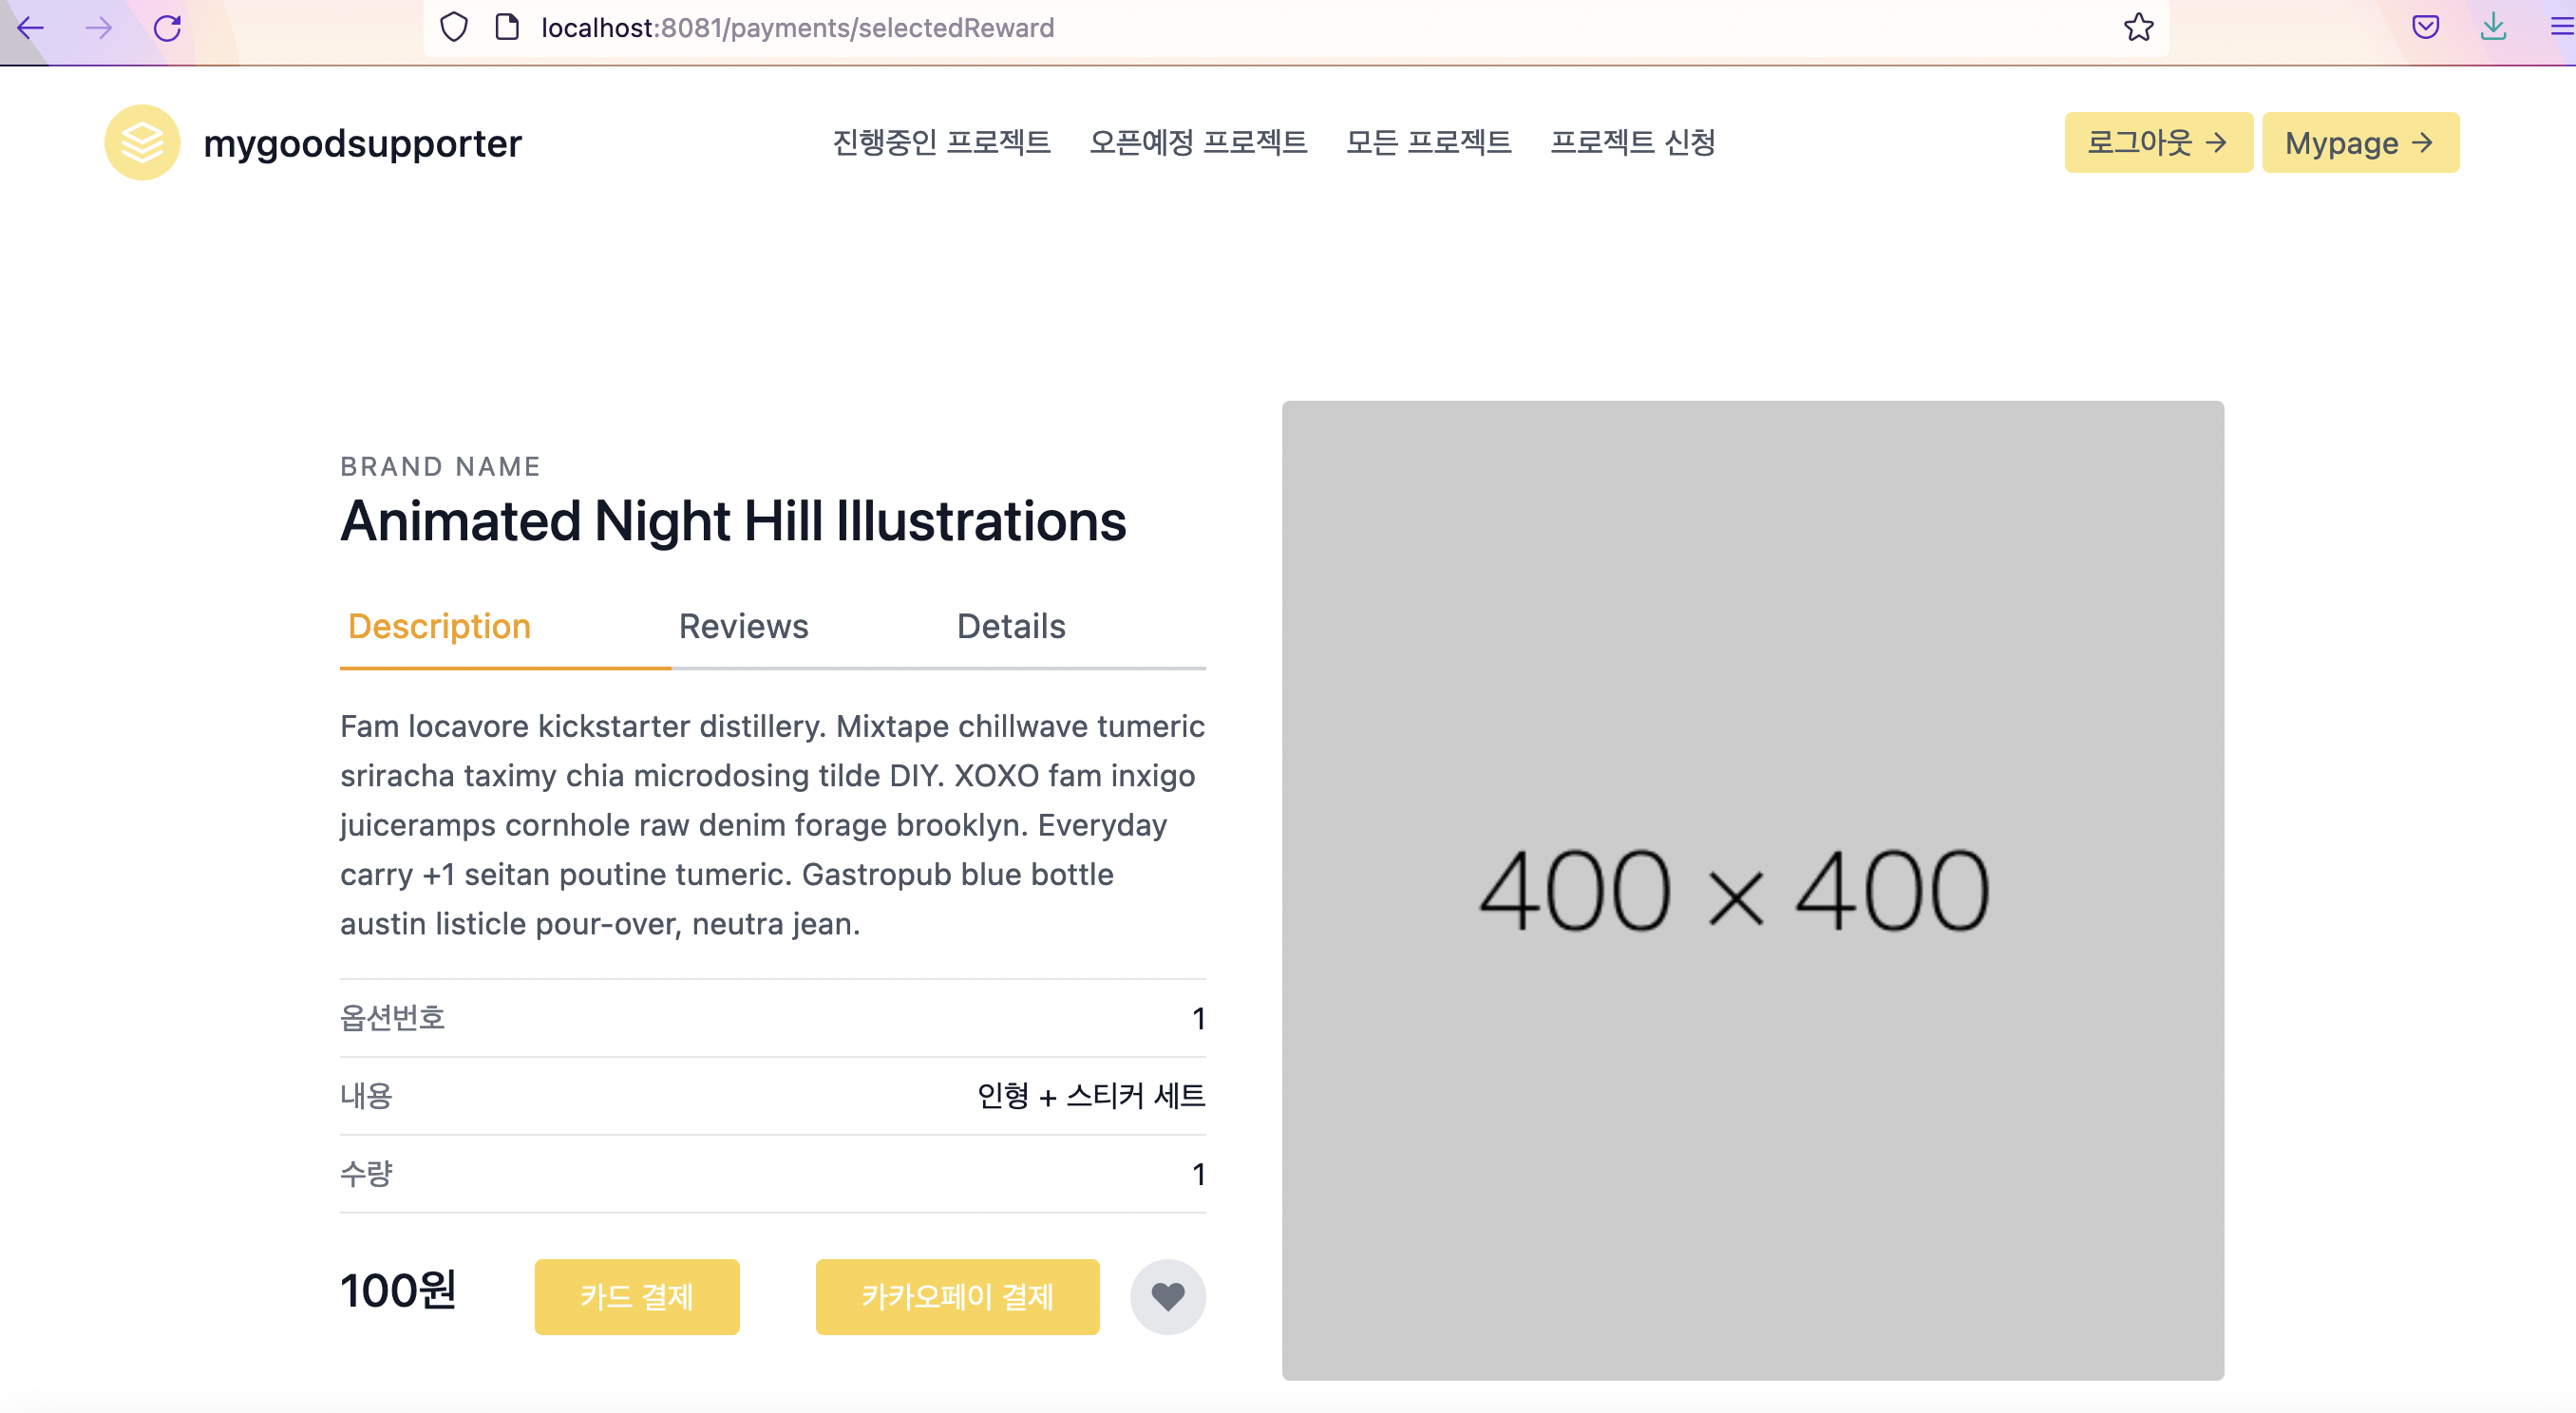 localhost:8081/payments/selectedReward
mygoodsupporter
진행중인 프로젝트 오픈예정 프로젝트 모든 프로젝트 프로젝트 신청
로그아웃 → Mypage →
BRAND NAME
Animated Night Hill Illustrations
Description Reviews Details
Fam locavore kickstarter distillery. Mixtape chillwave tumeric
sriracha taximy chia microdosing tilde DIY. XOXO fam inxigo
juiceramps cornhole raw denim forage brooklyn. Everyday
carry +1 seitan poutine tumeric. Gastropub blue bottle
austin listicle pour-over, neutra jean.
옵션번호 1
내용 인형 + 스티커 세트
수량 1
100원 카드 결제 카카오페이 결제
400 × 400